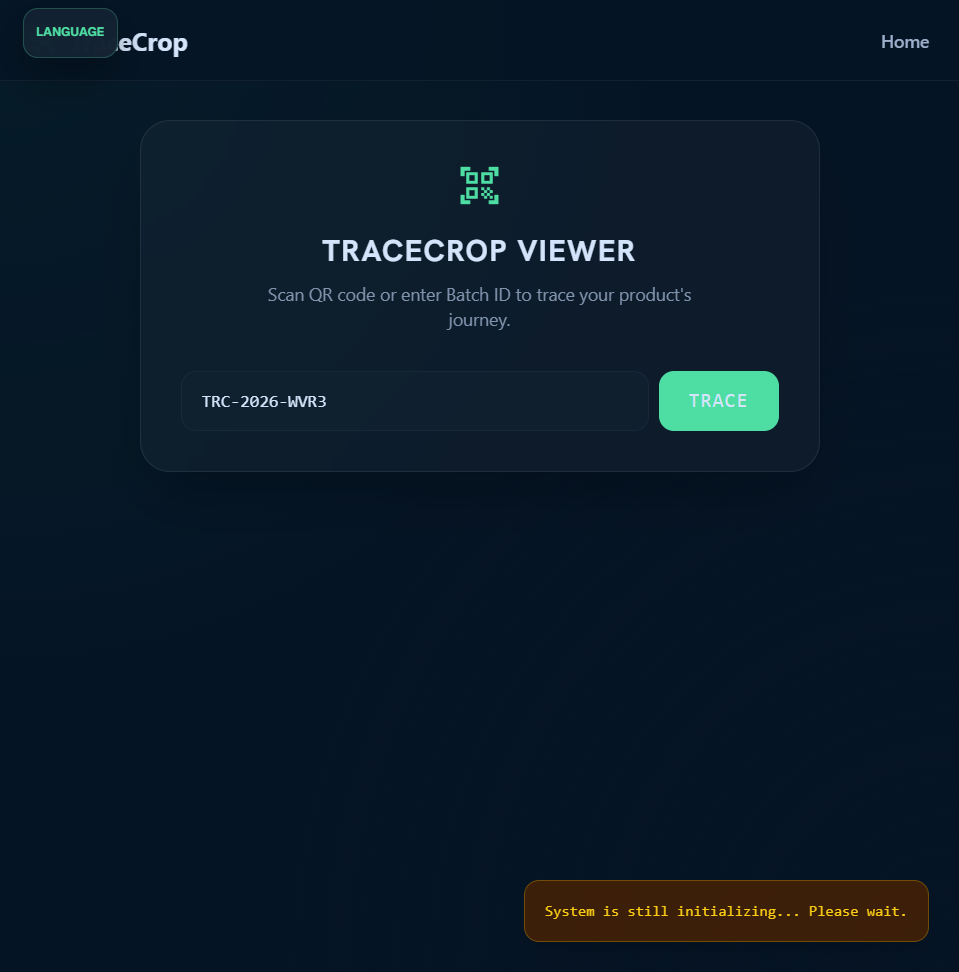 LANGUAGE
eCrop
Home
TRACECROP VIEWER
Scan QR code or enter Batch ID to trace your product's
journey.
TRC-2026-WVR3
TRACE
System is still initializing... Please wait.